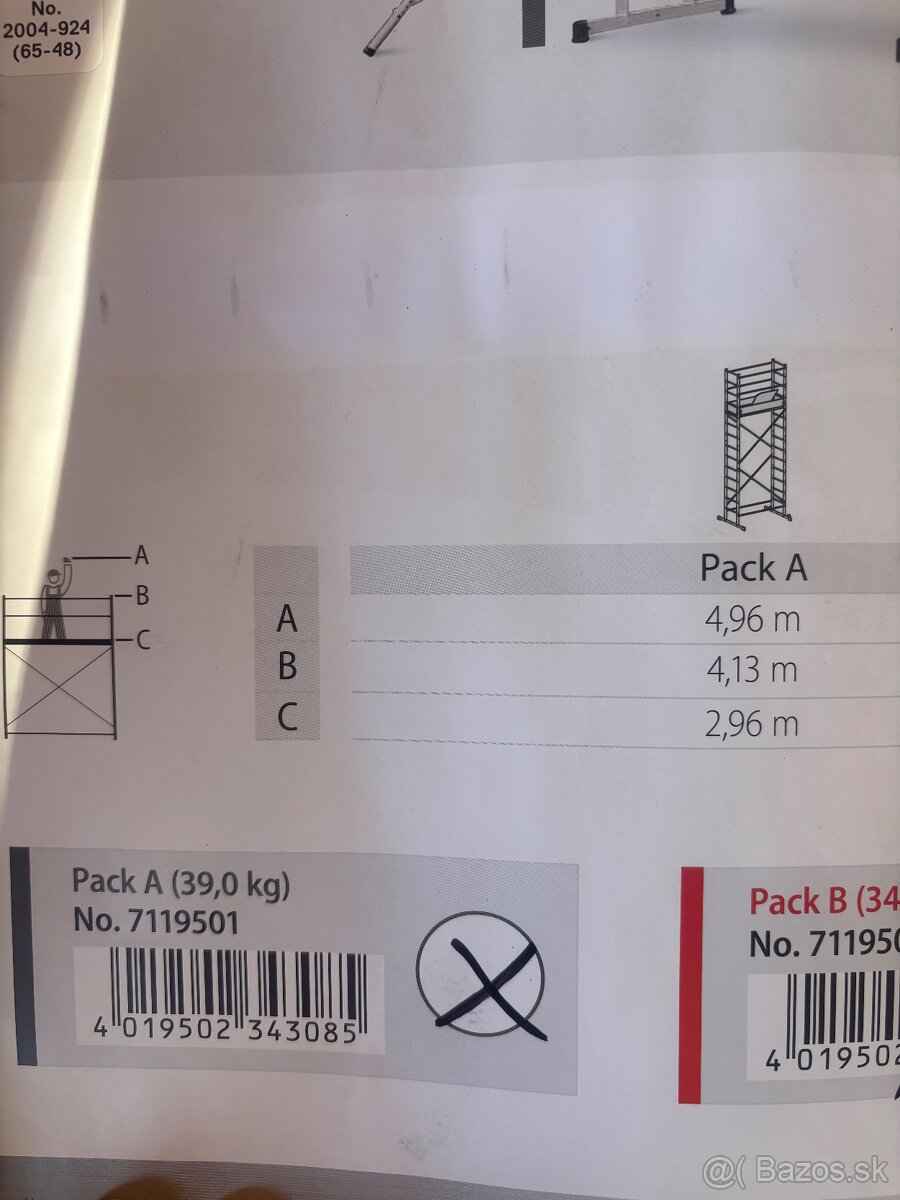 No.
2004-924
(65-48)
A
B
C
Pack A
A 4,96 m
B 4,13 m
C 2,96 m
Pack A (39,0 kg)
No. 7119501
4 019502 343085
Pack B (34
No. 71195
4 019502
@( Bazos.sk